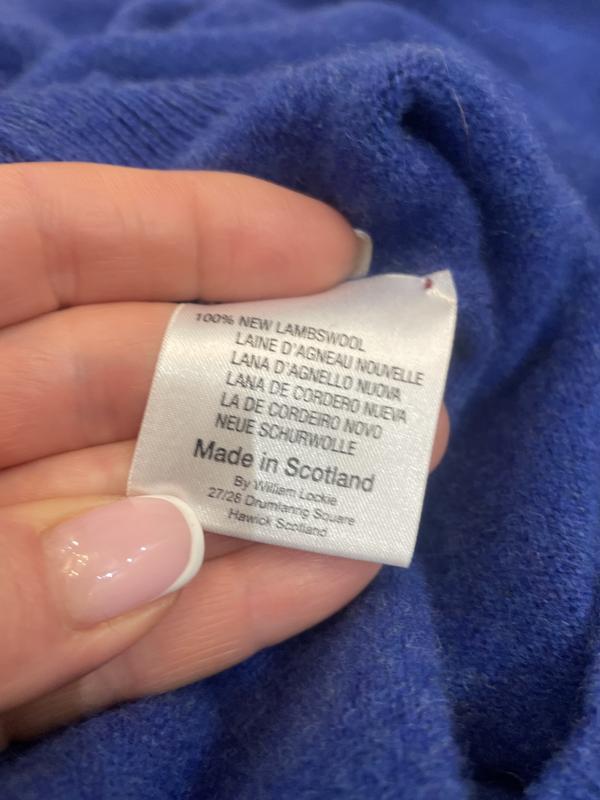 100% NEW LAMBSWOOL
LAINE D'AGNEAU NOUVELLE
LANA D'AGNELLO NUOVA
LANA DE CORDERO NUEVA
LA DE CORDEIRO NOVO
NEUE SCHURWOLLE
Made in Scotland
By William Lockie
27/28 Drumlanrig Square
Hawick Scotland